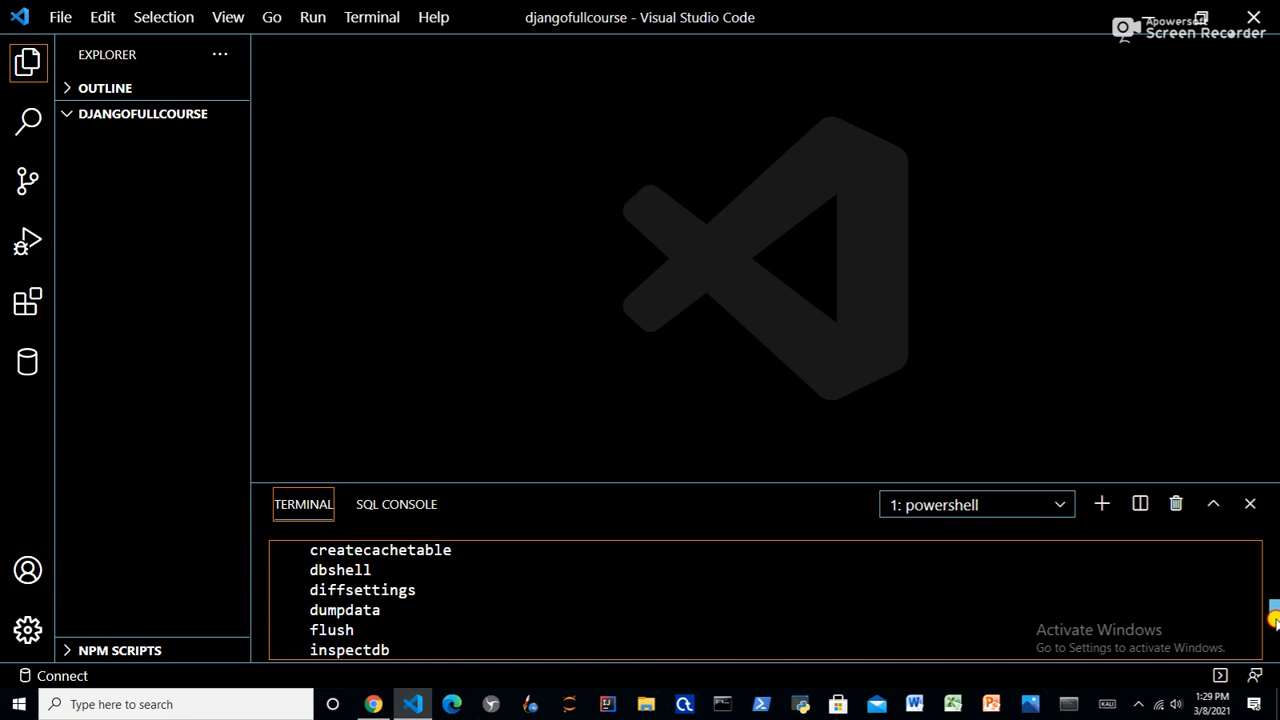 File Edit Selection View Go Run Terminal Help
djangofullcourse - Visual Studio Code
Apowersoft
Screen Recorder
EXPLORER
OUTLINE
DJANGOFULLCOURSE
TERMINAL SQL CONSOLE
1: powershell
createcachetable
dbshell
diffsettings
dumpdata
flush
inspectdb
Activate Windows
Go to Settings to activate Windows.
NPM SCRIPTS
Connect
Type here to search
KALI
1:29 PM
3/8/2021